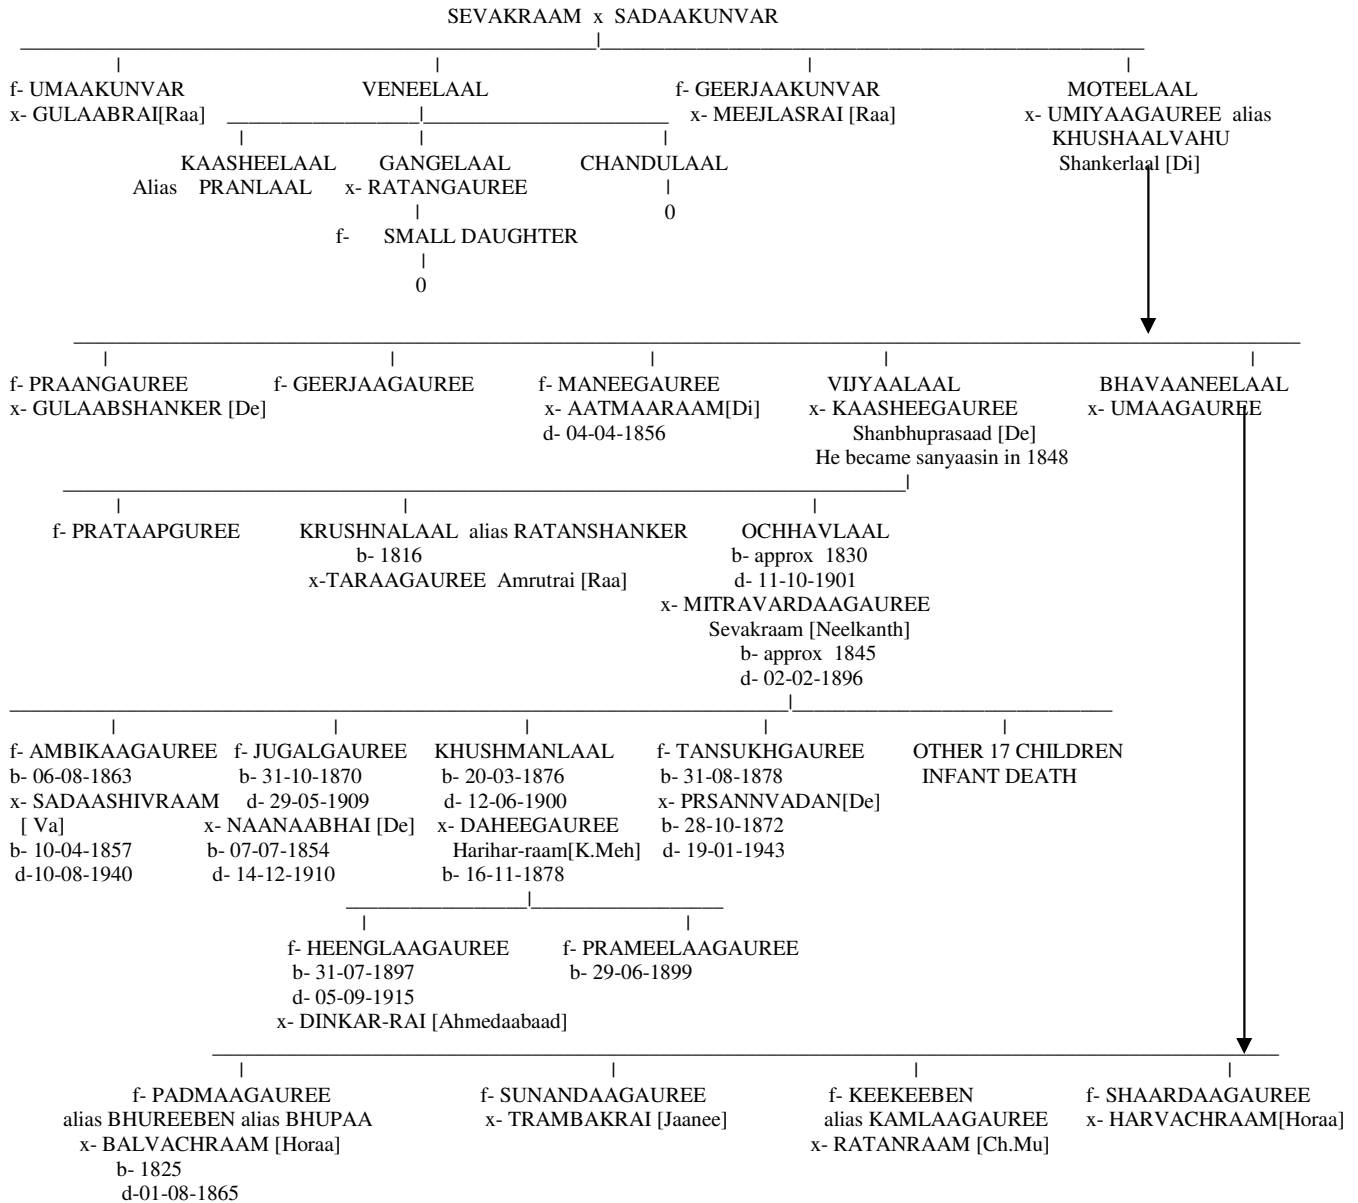 SEVAKRAAM x SADAAKUNVAR
f- UMAAKUNVAR VENEELAAL f- GEERJAAKUNVAR MOTEELAAL
x- GULAABRAI[Raa] x- MEEJLASRAI [Raa] x- UMIYAAGAUREE alias
KHUSHAALVAHU
KAASHEELAAL GANGELAAL CHANDULAAL Shankerlaal [Di]
Alias PRANLAAL x- RATANGAUREE
0
f- SMALL DAUGHTER
0
f- PRAANGAUREE f- GEERJAAGAUREE f- MANEEGAUREE VIJYAALAAL BHAVAANEELAAL
x- GULAABSHANKER [De] x- AATMAARAAM[Di] x- KAASHEEGAUREE x- UMAAGAUREE
d- 04-04-1856 Shanbhuprasaad [De]
He became sanyaasin in 1848
f- PRATAAPGUREE KRUSHNALAAL alias RATANSHANKER OCHHAVLAAL
b- 1816 b- approx 1830
x-TARAAGAUREE Amrutrai [Raa] d- 11-10-1901
x- MITRAVARDAAGAUREE
Sevakraam [Neelkanth]
b- approx 1845
d- 02-02-1896
f- AMBIKAAGAUREE f- JUGALGAUREE KHUSHMANLAAL f- TANSUKHGAUREE OTHER 17 CHILDREN
b- 06-08-1863 b- 31-10-1870 b- 20-03-1876 b- 31-08-1878 INFANT DEATH
x- SADAASHIVRAAM d- 29-05-1909 d- 12-06-1900 x- PRSANNVADAN[De]
[ Va] x- NAANAABHAI [De] x- DAHEEGAUREE b- 28-10-1872
b- 10-04-1857 b- 07-07-1854 Harihar-raam[K.Meh] d- 19-01-1943
d-10-08-1940 d- 14-12-1910 b- 16-11-1878
f- HEENGLAAGAUREE f- PRAMEELAAGAUREE
b- 31-07-1897 b- 29-06-1899
d- 05-09-1915
x- DINKAR-RAI [Ahmedaabaad]
f- PADMAAGAUREE f- SUNANDAAGAUREE f- KEEKEEBEN f- SHAARDAAGAUREE
alias BHUREEBEN alias BHUPAA x- TRAMBAKRAI [Jaanee] alias KAMLAAGAUREE x- HARVACHRAAM[Horaa]
x- BALVACHRAAM [Horaa] x- RATANRAAM [Ch.Mu]
b- 1825
d-01-08-1865